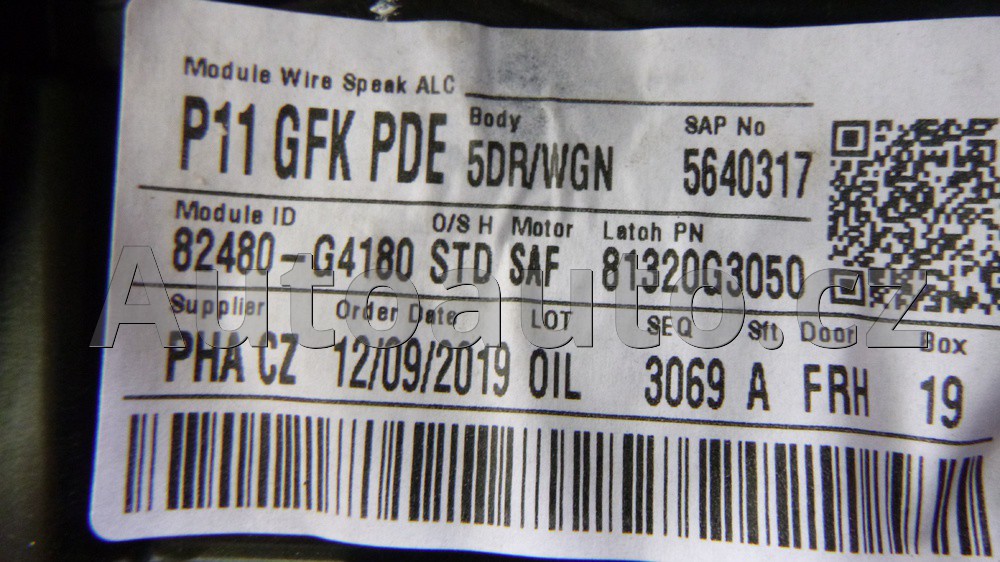 Module Wire Speak ALC
Body SAP No
P11 GFK PDE 5DR/WGN 5640317
Module ID O/S H Motor Latch PN
82480-G4180 STD SAF 81320G3050
Autoauto.cz
Supplier Order Date LOT SEQ Sft Door Box
PHA CZ 12/09/2019 OIL 3069 A FRH 19